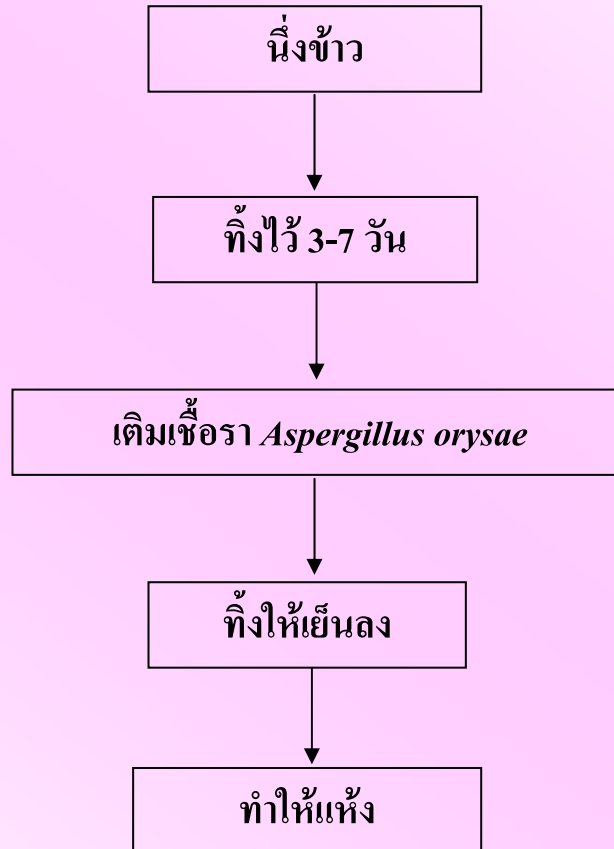 นึ่งข้าว
ทิ้งไว้ 3-7 วัน
เติมเชื้อรา Aspergillus orysae
ทิ้งให้เย็นลง
ทำให้แห้ง